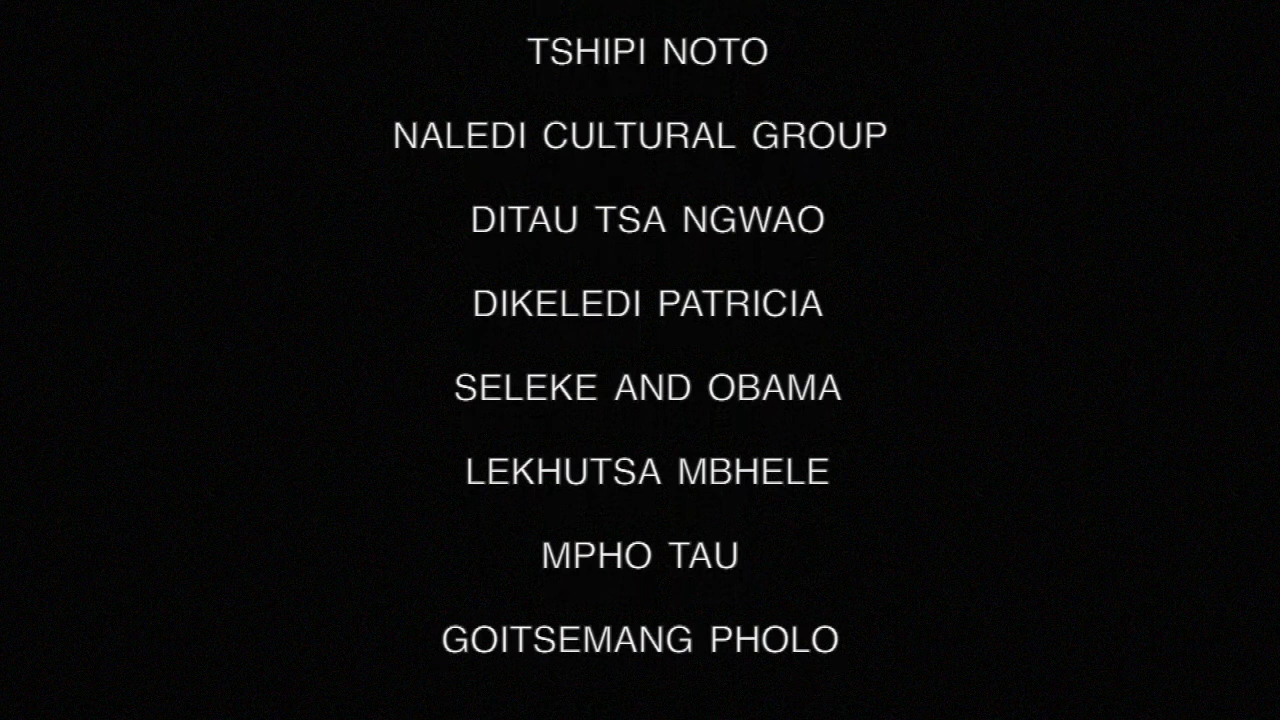 TSHIPI NOTO
NALEDI CULTURAL GROUP
DITAU TSA NGWAO
DIKELEDI PATRICIA
SELEKE AND OBAMA
LEKHUTSA MBHELE
MPHO TAU
GOITSEMANG PHOLO